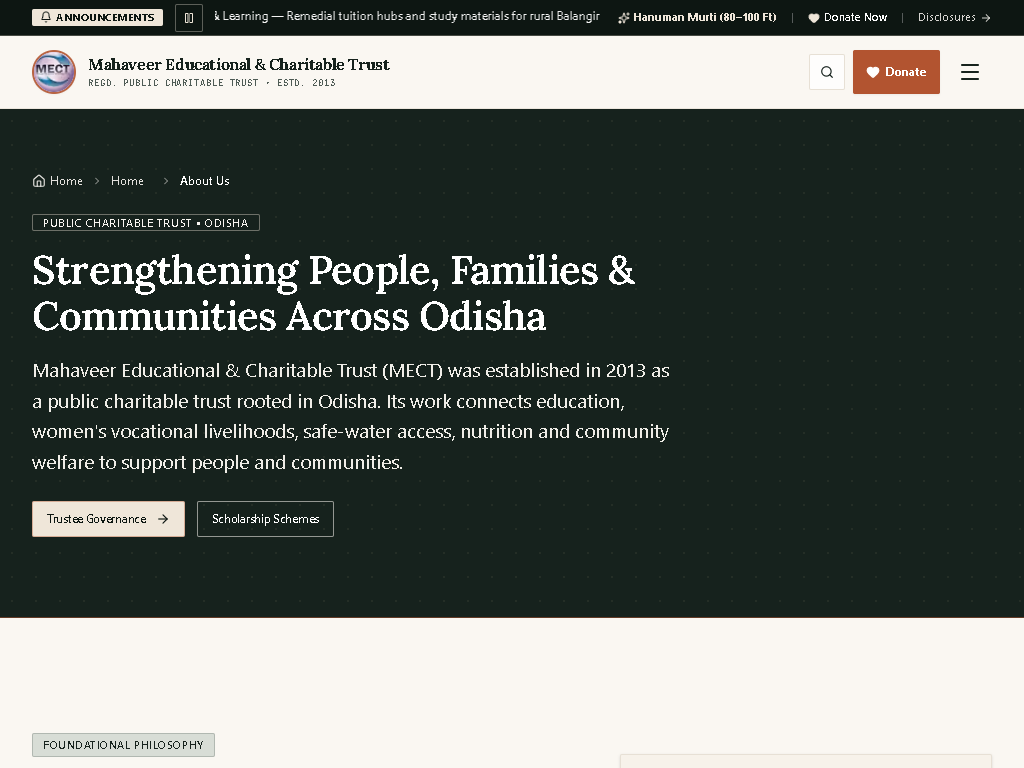 ANNOUNCEMENTS
& Learning — Remedial tuition hubs and study materials for rural Balangir
Hanuman Murti (80–100 Ft) | Donate Now | Disclosures →
MECT
Mahaveer Educational & Charitable Trust
REGD. PUBLIC CHARITABLE TRUST • ESTD. 2013
Donate
Home > Home > About Us
PUBLIC CHARITABLE TRUST • ODISHA
Strengthening People, Families &
Communities Across Odisha
Mahaveer Educational & Charitable Trust (MECT) was established in 2013 as
a public charitable trust rooted in Odisha. Its work connects education,
women's vocational livelihoods, safe-water access, nutrition and community
welfare to support people and communities.
Trustee Governance →
Scholarship Schemes
FOUNDATIONAL PHILOSOPHY